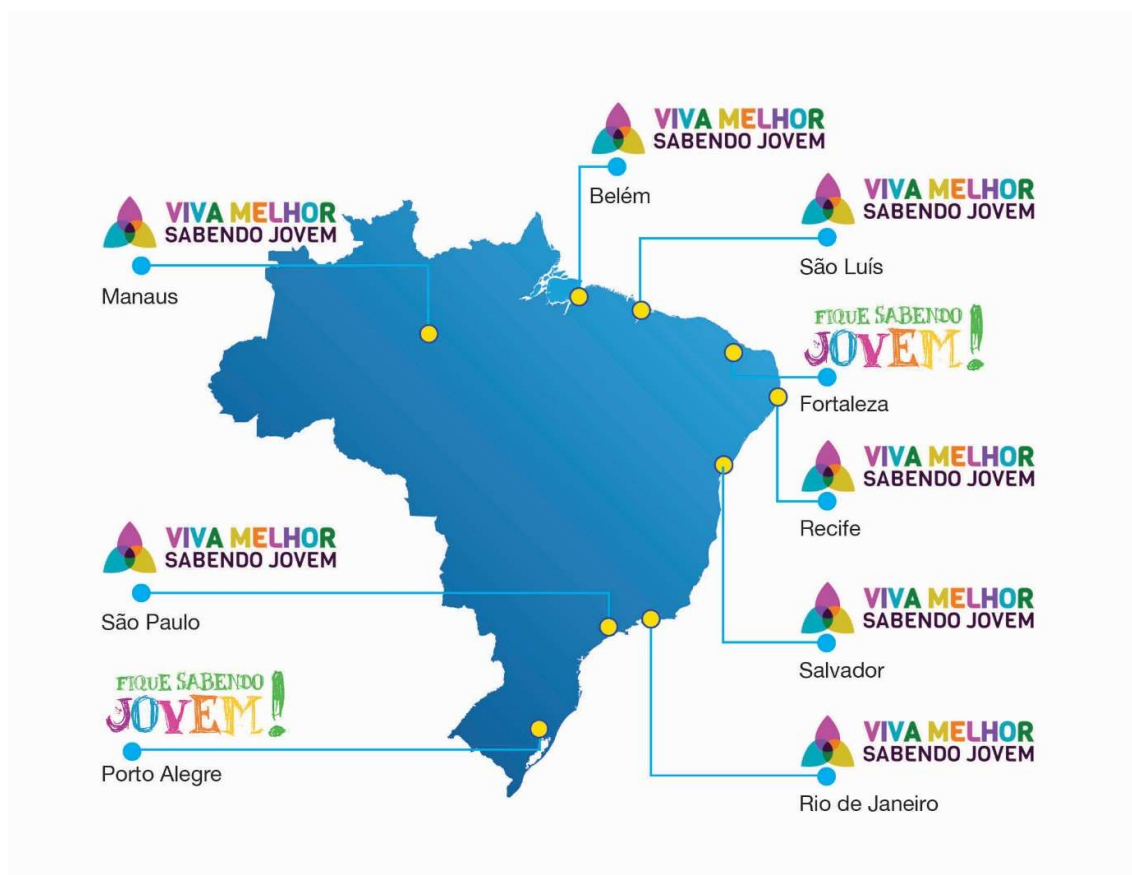 VIVA MELHOR
SABENDO JOVEM
Belém
VIVA MELHOR
SABENDO JOVEM
São Luís
VIVA MELHOR
SABENDO JOVEM
Manaus
FIQUE SABENDO
JOVEM!
Fortaleza
VIVA MELHOR
SABENDO JOVEM
Recife
VIVA MELHOR
SABENDO JOVEM
São Paulo
VIVA MELHOR
SABENDO JOVEM
Salvador
FIQUE SABENDO
JOVEM!
Porto Alegre
VIVA MELHOR
SABENDO JOVEM
Rio de Janeiro